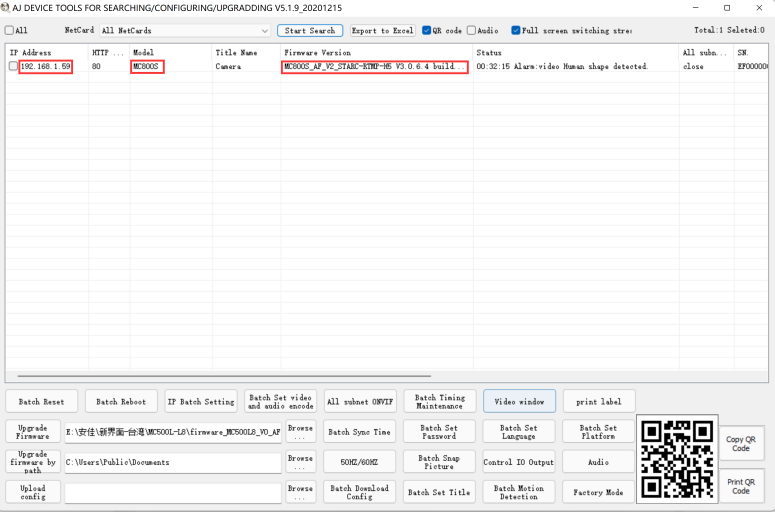 AJ DEVICE TOOLS FOR SEARCHING/CONFIGURING/UPGRADDING V5.1.9_20201215
All NetCard All NetCards Start Search Export to Excel QR code Audio Full screen switching stre Total:1 Seleted:0
IP Address HTTP ... Model Title Name Firmware Version Status All subn... SN.
192.168.1.59 80 MC800S Camera MC800S_AF_V2_STARC-RTMP-H5 V3.0.6.4 build... 00:32:15 Alarm:video Human shape detected. close EF00000
Batch Reset Batch Reboot IP Batch Setting Batch Set video and audio encode All subnet ONVIF Batch Timing Maintenance Video window print label
Upgrade Firmware E:\安佳\新界面-台湾\MC500L-L8\firmware_MC500L8_V0_AF Browse ... Batch Sync Time Batch Set Password Batch Set Language Batch Set Platform
Upgrade firmware by path C:\Users\Public\Documents Browse ... 50HZ/60HZ Batch Snap Picture Control IO Output Audio Copy QR Code
Upload config Browse ... Batch Download Config Batch Set Title Batch Motion Detection Factory Mode Print QR Code